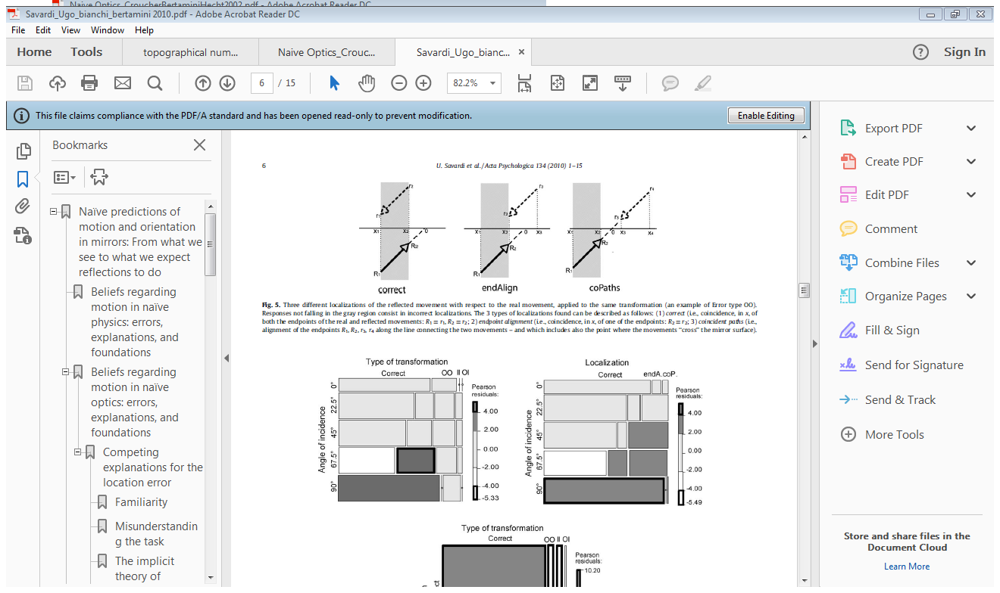 Naive Optics_CroucherBertaminiHecht2002.pdf - Adobe Acrobat Reader DC
Savardi_Ugo_bianchi_bertamini 2010.pdf - Adobe Acrobat Reader DC
File Edit View Window Help
Home Tools topographical num... Naive Optics_Crouc... Savardi_Ugo_bianc... × ? Sign In
6 / 15 82.2%
This file claims compliance with the PDF/A standard and has been opened read-only to prevent modification. Enable Editing
Bookmarks
Naïve predictions of
motion and orientation
in mirrors: From what we
see to what we expect
reflections to do
Beliefs regarding
motion in naïve
physics: errors,
explanations, and
foundations
Beliefs regarding
motion in naïve
optics: errors,
explanations, and
foundations
Competing
explanations for the
location error
Familiarity
Misunderstandin
g the task
The implicit
theory of
6 U. Savardi et al./Acta Psychologica 134 (2010) 1–15
r2 r3 r4
r1 r2 r3
x1 x2 0 x1 x2 0 x3 x1 x2 0 x3 x4
R2 R2 R2
R1 R1 R1
correct endAlign coPaths
Fig. 5. Three different localizations of the reflected movement with respect to the real movement, applied to the same transformation (an example of Error type OO).
Responses not falling in the gray region consist in incorrect localizations. The 3 types of localizations found can be described as follows: (1) correct (i.e., coincidence, in x, of
both the endpoints of the real and reflected movements: R1 ≡ r1, R2 ≡ r2; 2) endpoint alignment (i.e., coincidence, in x, of one of the endpoints: R2 ≡ r2; 3) coincident paths (i.e.,
alignment of the endpoints R1, R2, r3, r4 along the line connecting the two movements – and which includes also the point where the movements "cross" the mirror surface).
Type of transformation
Correct OO II OI
Angle of incidence
0°
22.5°
45°
67.5°
90°
Pearson
residuals:
4.00
2.00
0.00
-2.00
-4.00
-5.33
Localization
Correct endA. coP.
Angle of incidence
0°
22.5°
45°
67.5°
90°
Pearson
residuals:
4.00
2.00
0.00
-2.00
-4.00
-5.49
Type of transformation
Correct OO II OI
Pearson
residuals:
10.20
Export PDF
Create PDF
Edit PDF
Comment
Combine Files
Organize Pages
Fill & Sign
Send for Signature
Send & Track
More Tools
Store and share files in the
Document Cloud
Learn More